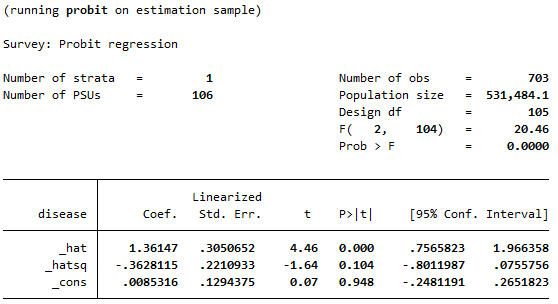 (running probit on estimation sample)
Survey: Probit regression
Number of strata = 1 Number of obs = 703
Number of PSUs = 106 Population size = 531,484.1
Design df = 105
F( 2, 104) = 20.46
Prob > F = 0.0000
Linearized
disease Coef. Std. Err. t P>|t| [95% Conf. Interval]
_hat 1.36147 .3050652 4.46 0.000 .7565823 1.966358
_hatsq -.3628115 .2210933 -1.64 0.104 -.8011987 .0755756
_cons .0085316 .1294375 0.07 0.948 -.2481191 .2651823